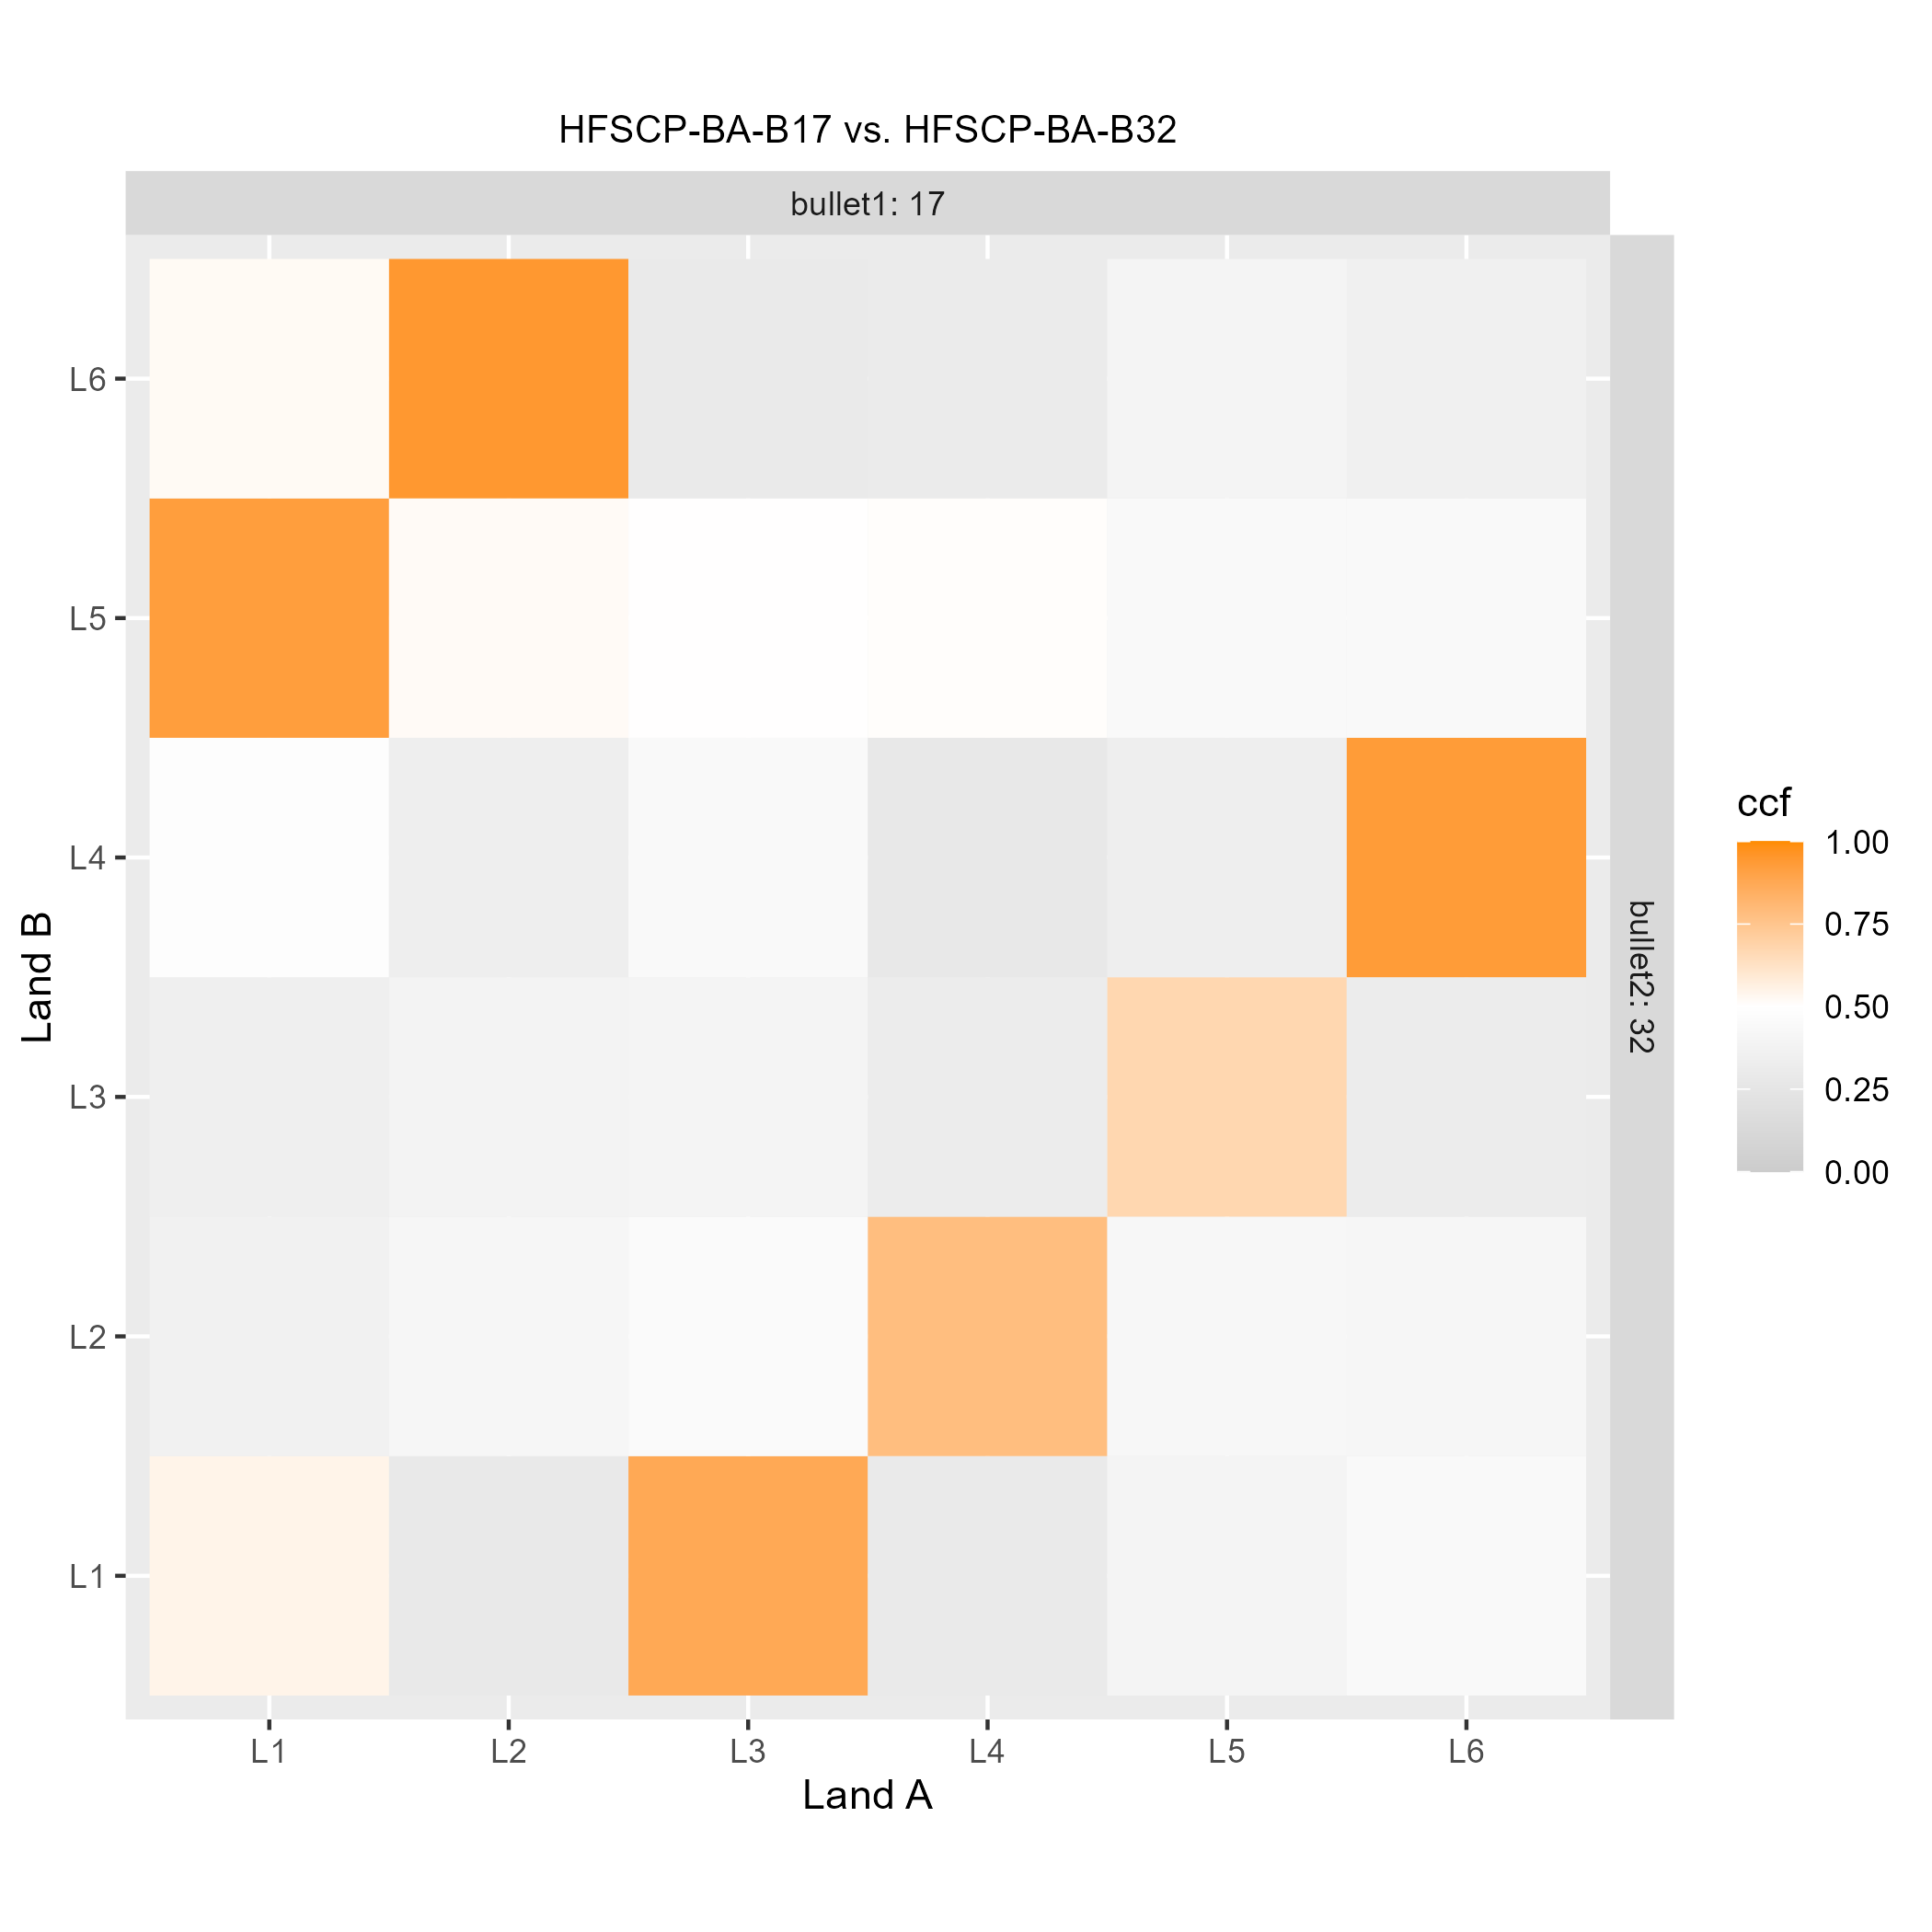 HFSCP-BA-B17 vs. HFSCP-BA-B32
bullet1: 17
L6
L5
L4
L3
L2
L1
Land B
L1
L2
L3
L4
L5
L6
Land A
bullet2: 32
ccf
1.00
0.75
0.50
0.25
0.00